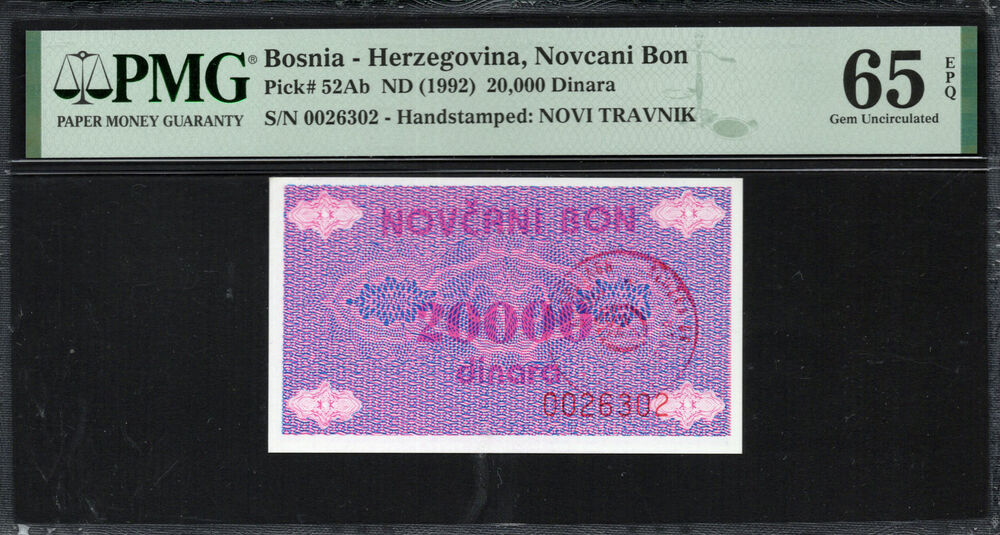 PMG®
PAPER MONEY GUARANTY
Bosnia - Herzegovina, Novcani Bon
Pick# 52Ab ND (1992) 20,000 Dinara
S/N 0026302 - Handstamped: NOVI TRAVNIK
65
EPQ
Gem Uncirculated
NOVČANI BON
20000
dinara
0026302